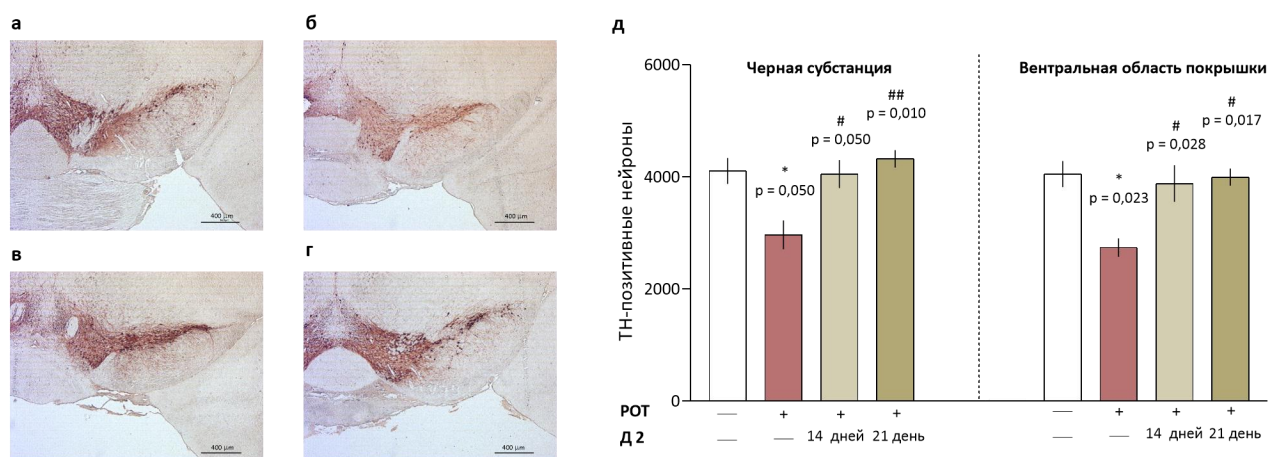 а
б
400 µm
400 µm
в
г
400 µm
400 µm
д
Черная субстанция
Вентральная область покрышки
ТН-позитивные нейроны
6000
4000
2000
0
*
p = 0,050
#
p = 0,050
##
p = 0,010
*
p = 0,023
#
p = 0,028
#
p = 0,017
РОТ — + + + — + + +
Д 2 — — 14 дней 21 день — — 14 дней 21 день